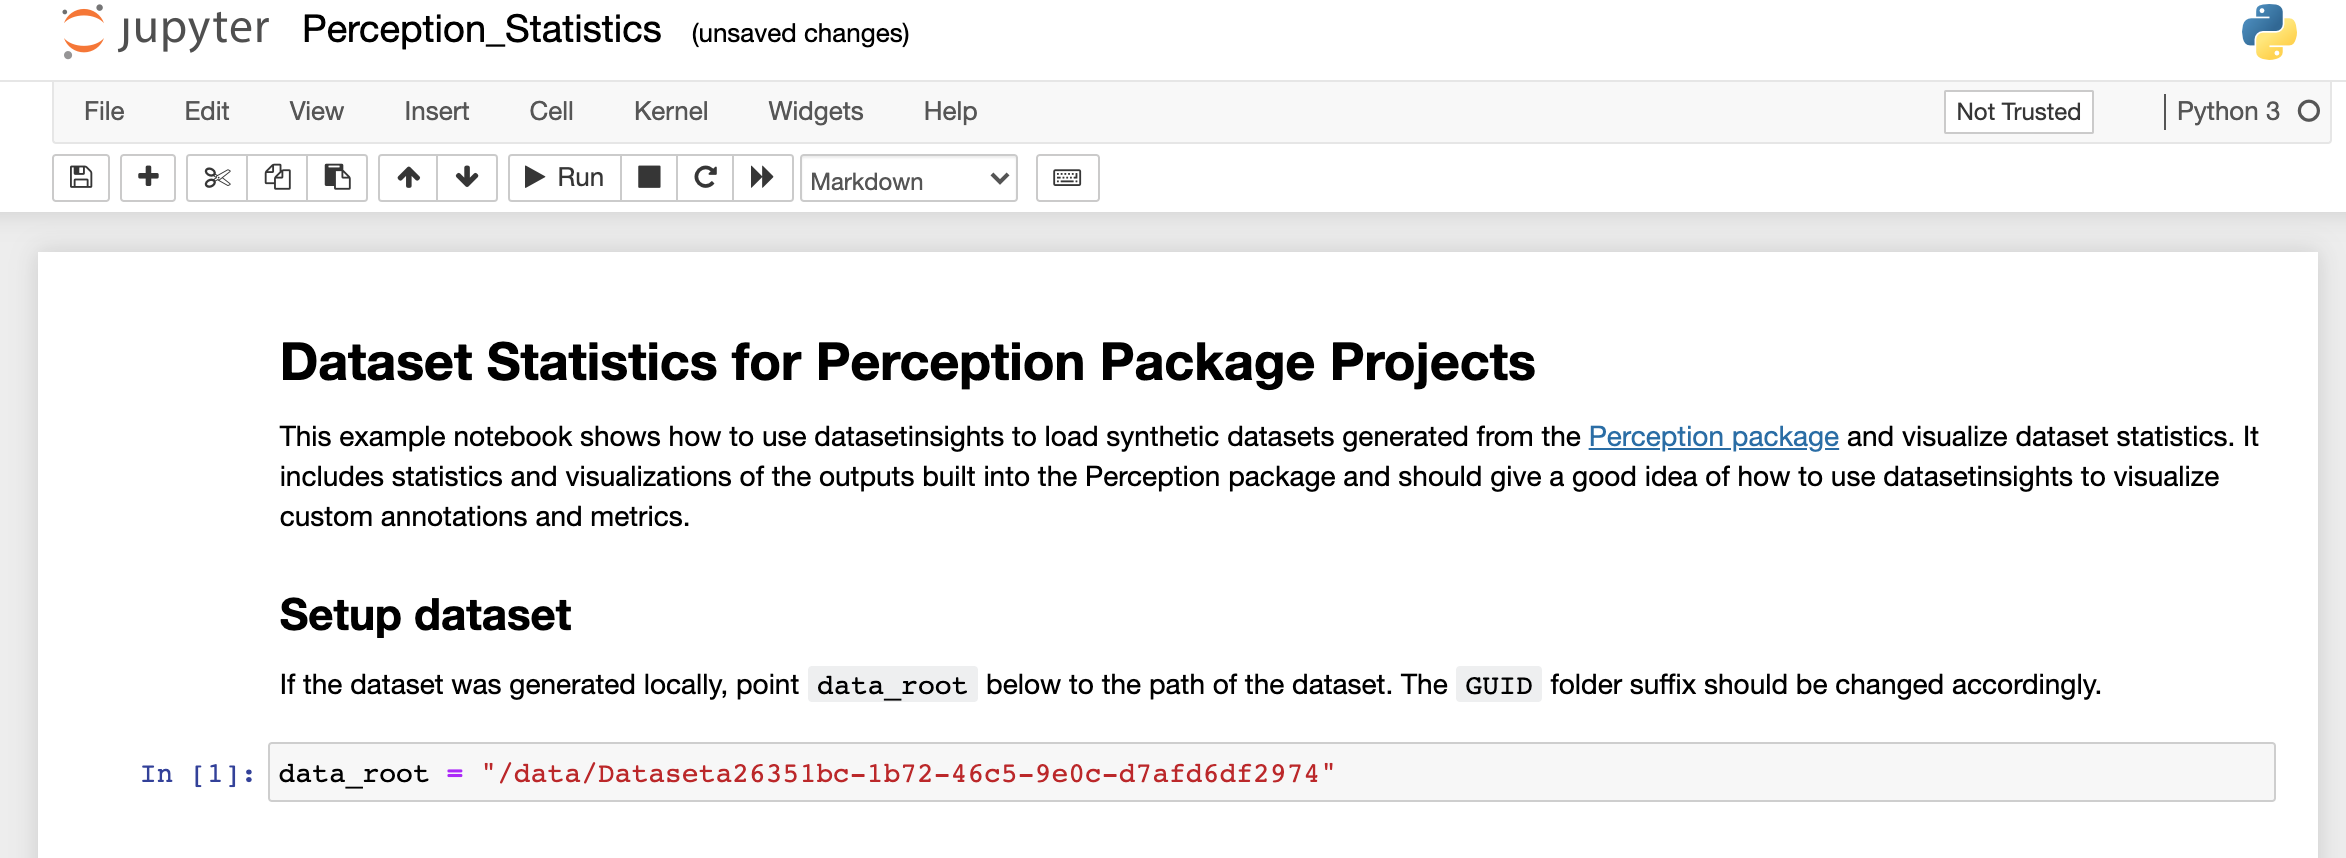 jupyter Perception_Statistics (unsaved changes)
File Edit View Insert Cell Kernel Widgets Help Not Trusted Python 3
Run Markdown
Dataset Statistics for Perception Package Projects
This example notebook shows how to use datasetinsights to load synthetic datasets generated from the Perception package and visualize dataset statistics. It
includes statistics and visualizations of the outputs built into the Perception package and should give a good idea of how to use datasetinsights to visualize
custom annotations and metrics.
Setup dataset
If the dataset was generated locally, point data_root below to the path of the dataset. The GUID folder suffix should be changed accordingly.
In [1]: data_root = "/data/Dataseta26351bc-1b72-46c5-9e0c-d7afd6df2974"